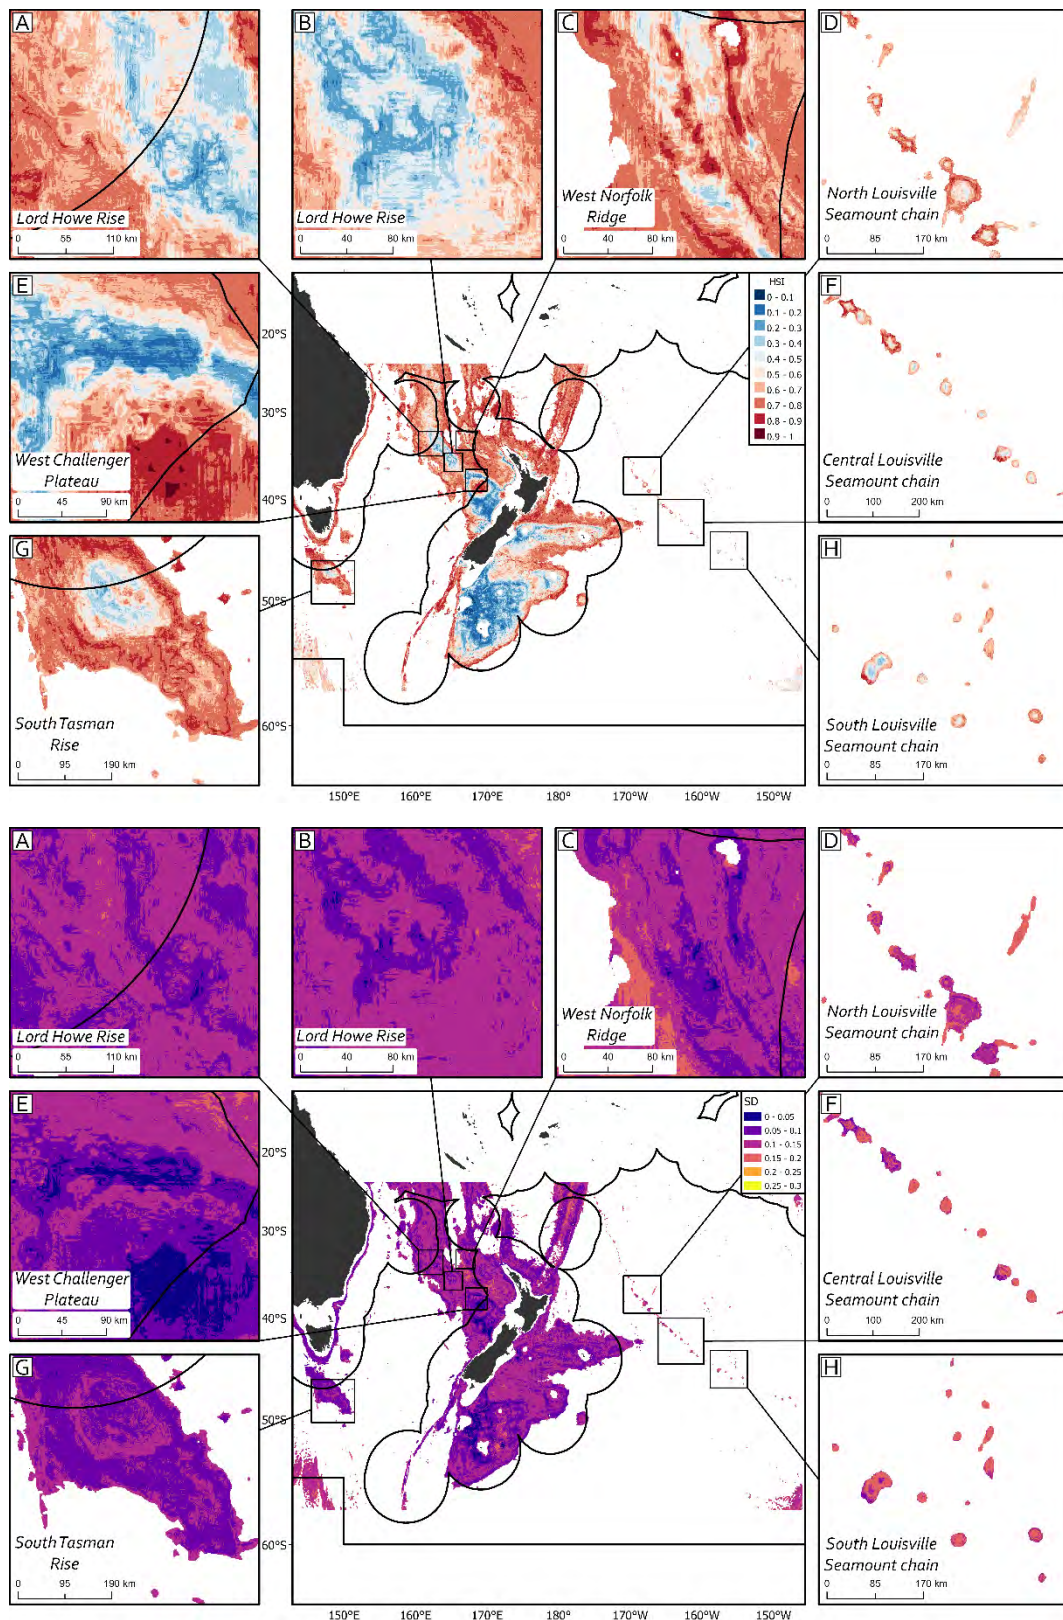 A
Lord Howe Rise
0 55 110 km
B
Lord Howe Rise
0 40 80 km
C
West Norfolk
Ridge
0 40 80 km
D
North Louisville
Seamount chain
0 85 170 km
E
West Challenger
Plateau
0 45 90 km
HSI
0 - 0.1
0.1 - 0.2
0.2 - 0.3
0.3 - 0.4
0.4 - 0.5
0.5 - 0.6
0.6 - 0.7
0.7 - 0.8
0.8 - 0.9
0.9 - 1
20°S
30°S
40°S
50°S
60°S
150°E 160°E 170°E 180° 170°W 160°W 150°W
F
Central Louisville
Seamount chain
0 100 200 km
G
South Tasman
Rise
0 95 190 km
H
South Louisville
Seamount chain
0 85 170 km
A
Lord Howe Rise
0 55 110 km
B
Lord Howe Rise
0 40 80 km
C
West Norfolk
Ridge
0 40 80 km
D
North Louisville
Seamount chain
0 85 170 km
E
West Challenger
Plateau
0 45 90 km
SD
0 - 0.05
0.05 - 0.1
0.1 - 0.15
0.15 - 0.2
0.2 - 0.25
0.25 - 0.3
20°S
30°S
40°S
50°S
60°S
150°E 160°E 170°E 180° 170°W 160°W 150°W
F
Central Louisville
Seamount chain
0 100 200 km
G
South Tasman
Rise
0 95 190 km
H
South Louisville
Seamount chain
0 85 170 km